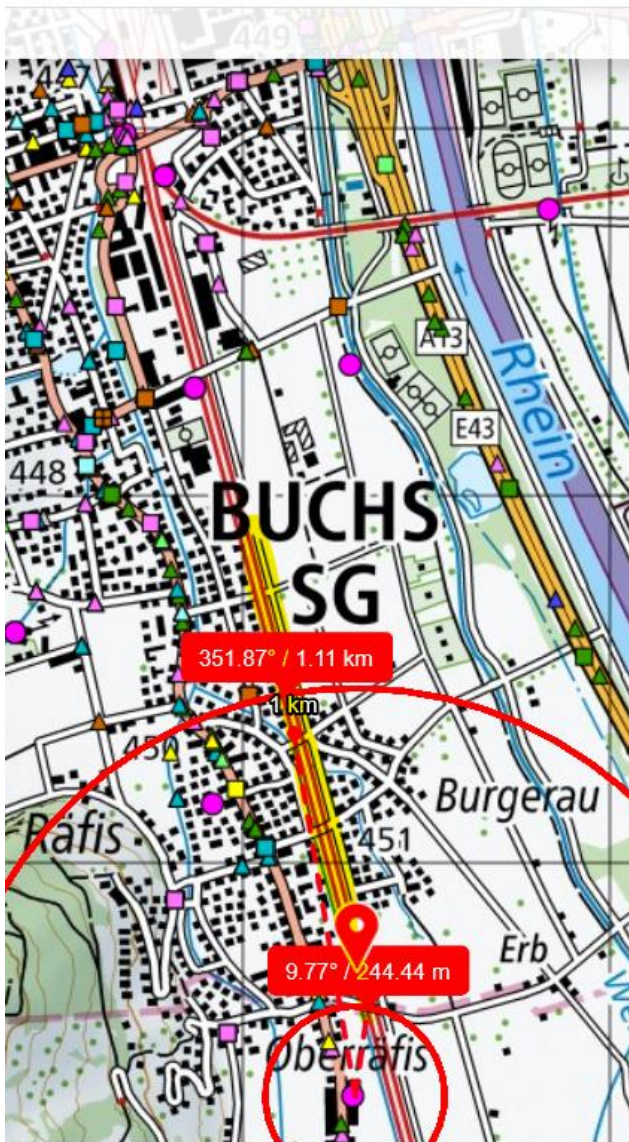 449
447
A13
Rhein
E43
448
BUCHS
SG
351.87° / 1.11 km
1 km
450
Burgerau
Räfis
451
9.77° / 244.44 m
Erb
Oberräfis